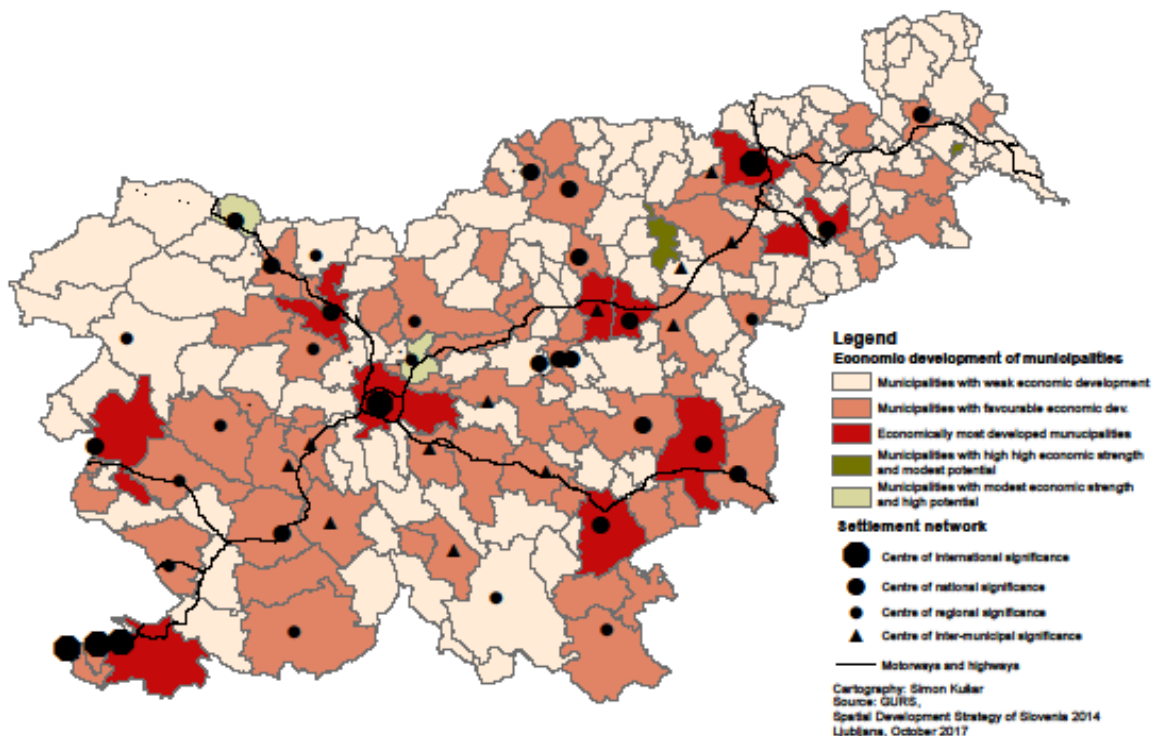 Legend
Economic development of municipalities
Municipalities with weak economic development
Municipalities with favourable economic dev.
Economically most developed munucipalities
Municipalities with high high economic strength
and modest potential
Municipalities with modest economic strength
and high potential
Settlement network
Centre of international significance
Centre of national significance
Centre of regional significance
Centre of inter-municipal significance
Motorways and highways
Cartography: Simon Kušar
Source: GURS,
Spatial Development Strategy of Slovenia 2014
Ljubljana, October 2017